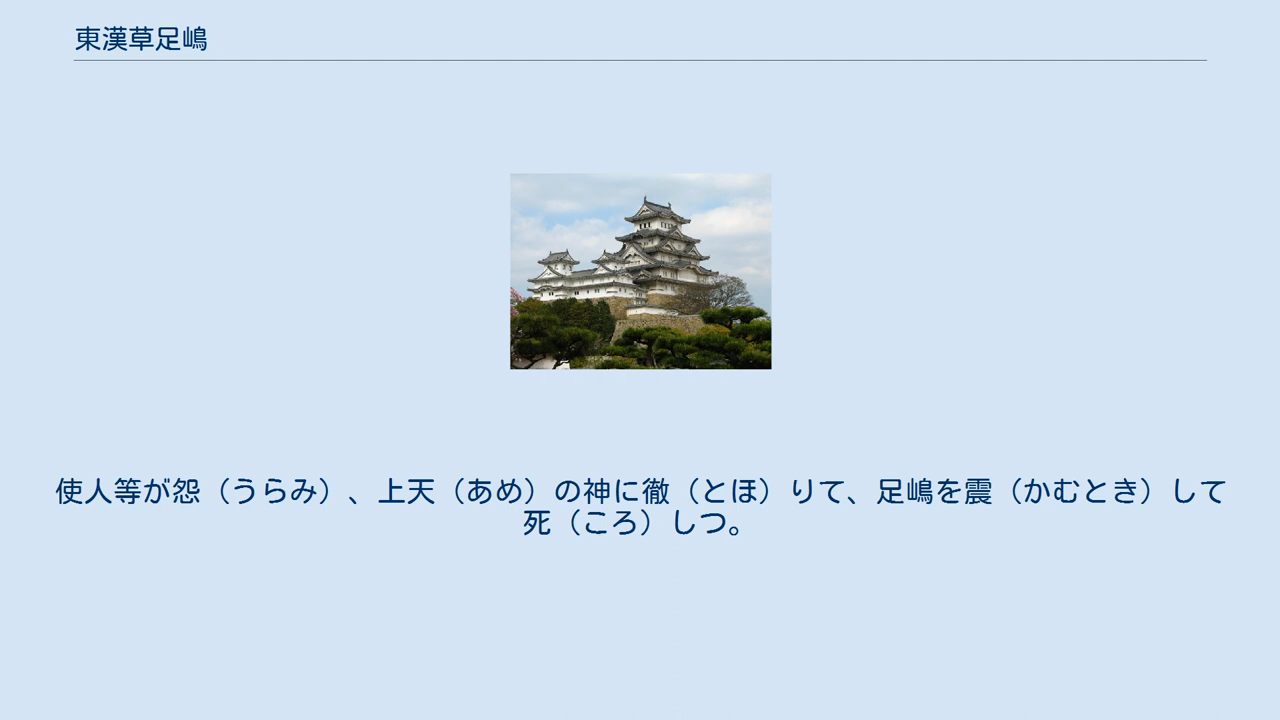 東漢草足嶋
使人等が怨（うらみ）、上天（あめ）の神に徹（とほ）りて、足嶋を震（かむとき）して
死（ころ）しつ。